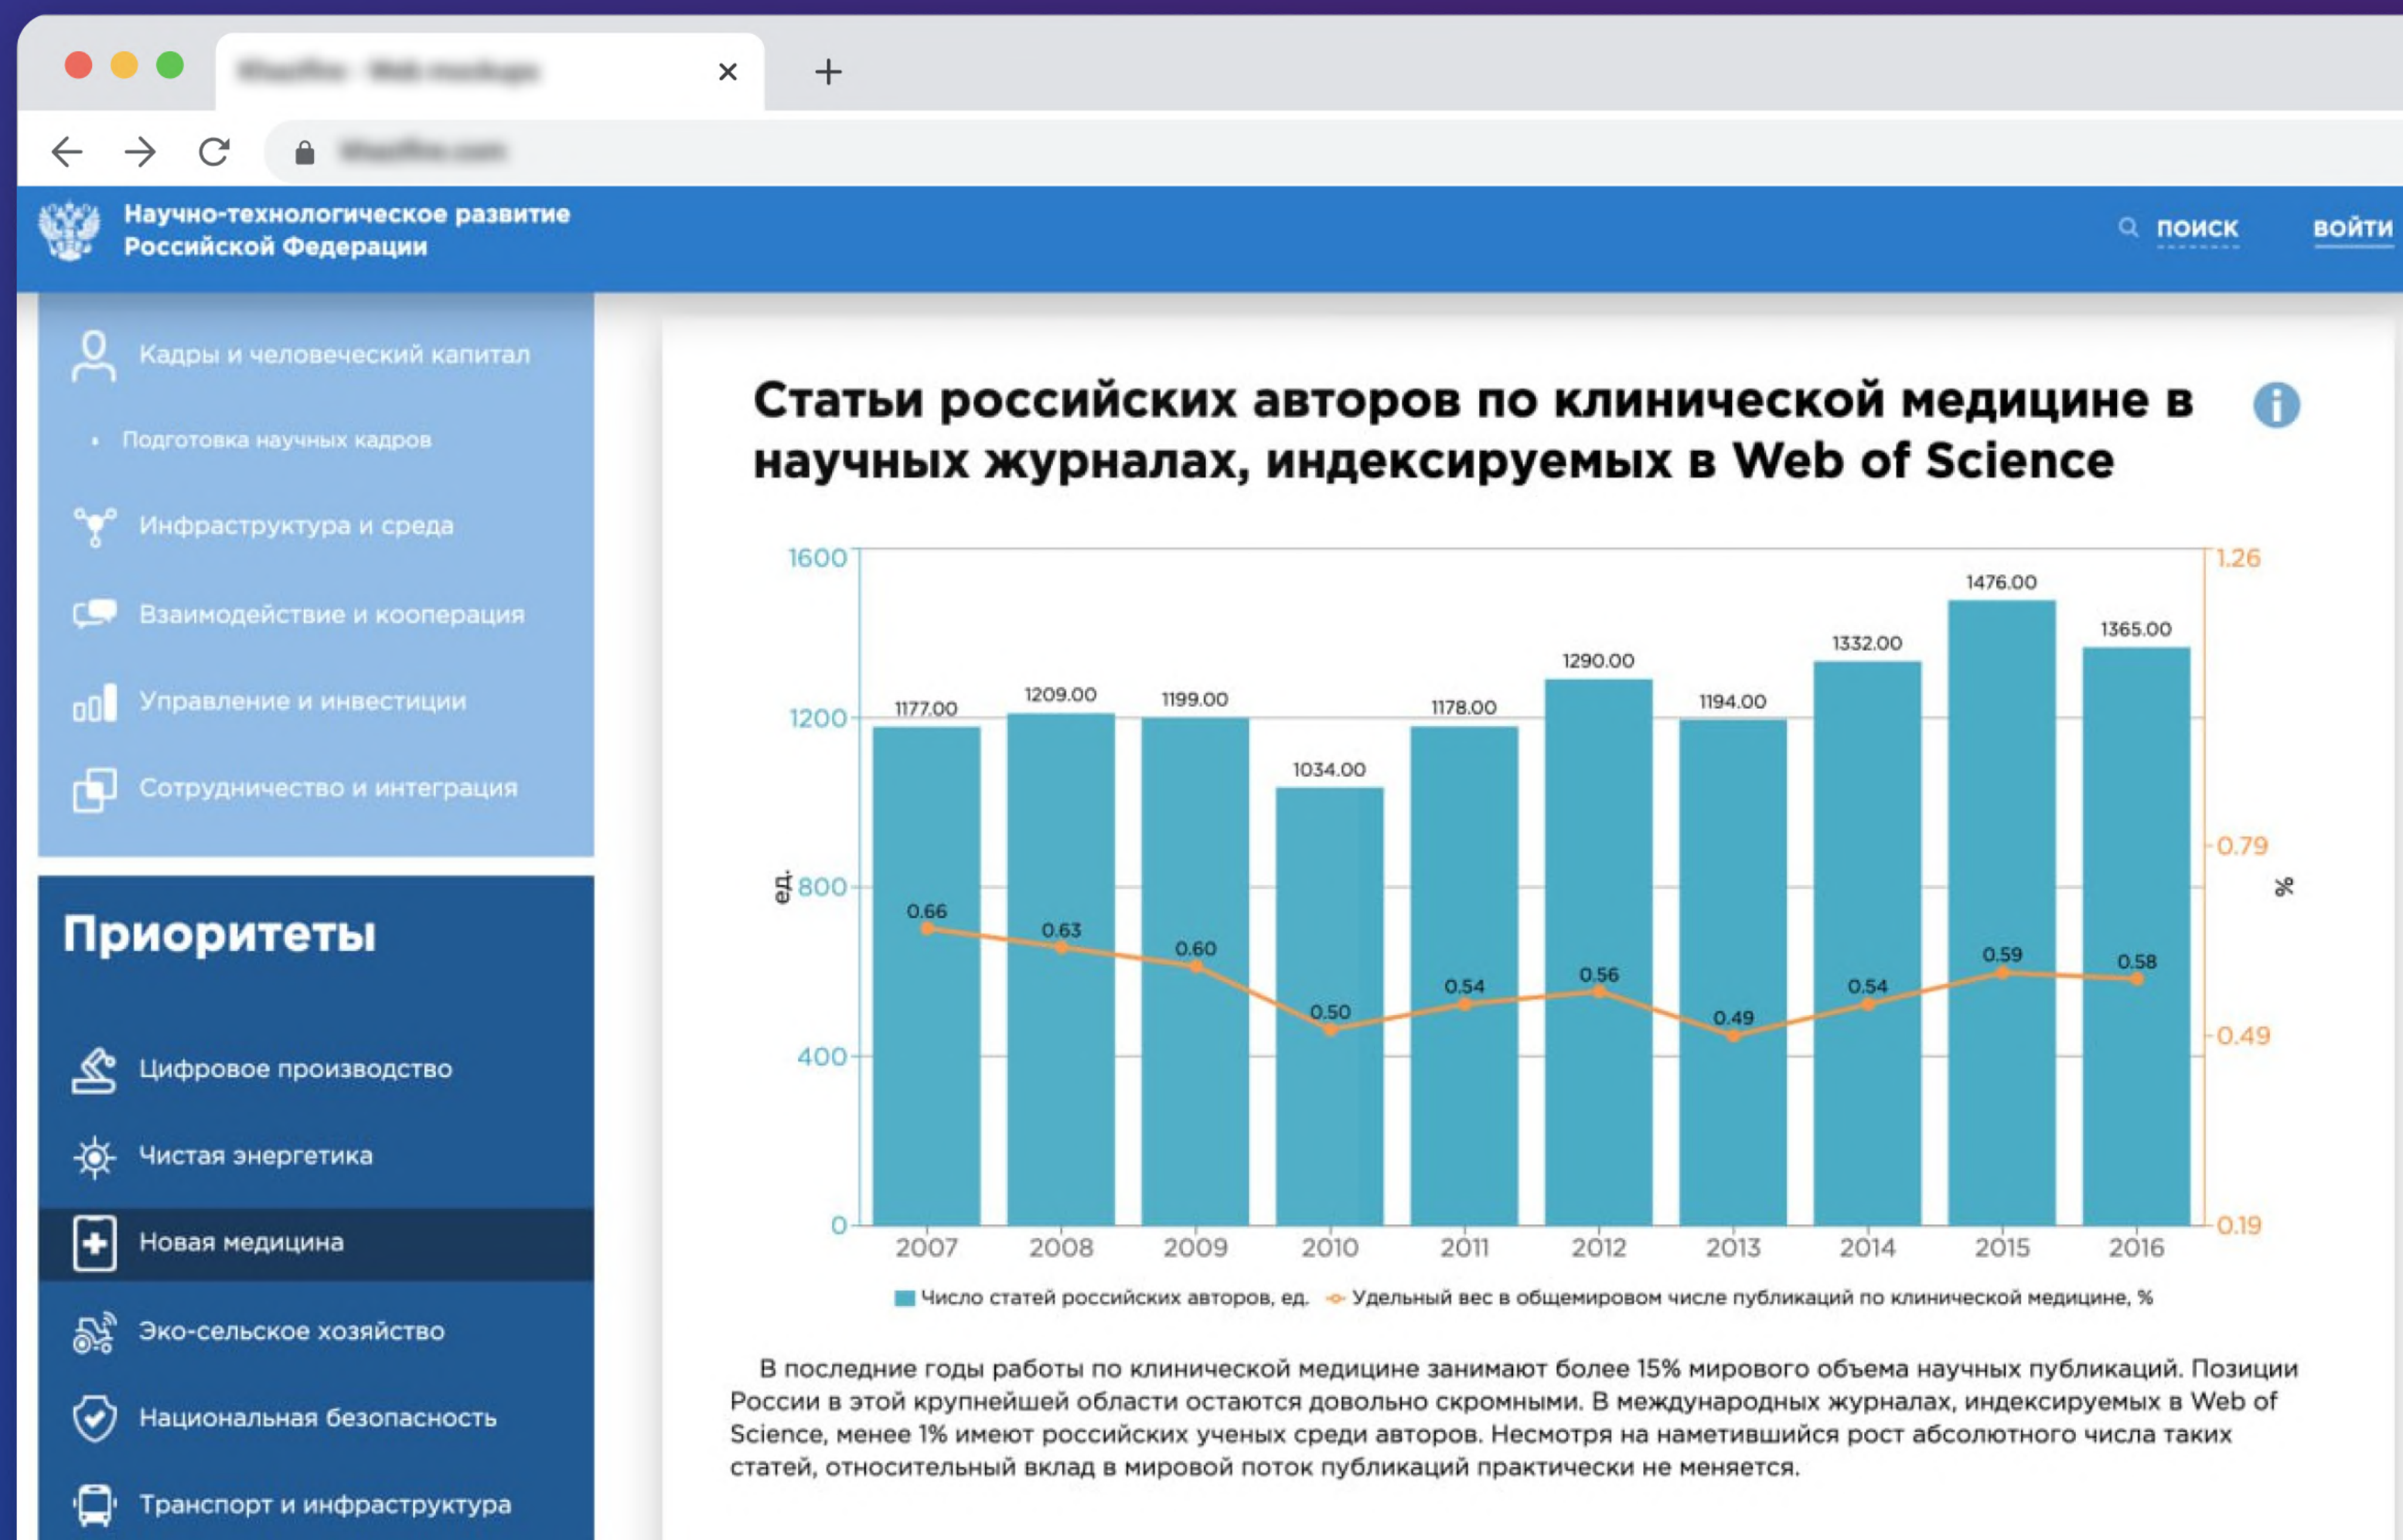 Научно-технологическое развитие
Российской Федерации
ПОИСК
ВОЙТИ
Кадры и человеческий капитал
Подготовка научных кадров
Инфраструктура и среда
Взаимодействие и кооперация
Управление и инвестиции
Сотрудничество и интеграция
Приоритеты
Цифровое производство
Чистая энергетика
Новая медицина
Эко-сельское хозяйство
Национальная безопасность
Транспорт и инфраструктура
Статьи российских авторов по клинической медицине в
научных журналах, индексируемых в Web of Science
1600
1200
800
400
0
ед.
1177.00
1209.00
1199.00
1034.00
1178.00
1290.00
1194.00
1332.00
1476.00
1365.00
0.66
0.63
0.60
0.50
0.54
0.56
0.49
0.54
0.59
0.58
1.26
0.79
0.49
0.19
%
2007 2008 2009 2010 2011 2012 2013 2014 2015 2016
Число статей российских авторов, ед. Удельный вес в общемировом числе публикаций по клинической медицине, %
В последние годы работы по клинической медицине занимают более 15% мирового объема научных публикаций. Позиции
России в этой крупнейшей области остаются довольно скромными. В международных журналах, индексируемых в Web of
Science, менее 1% имеют российских ученых среди авторов. Несмотря на наметившийся рост абсолютного числа таких
статей, относительный вклад в мировой поток публикаций практически не меняется.